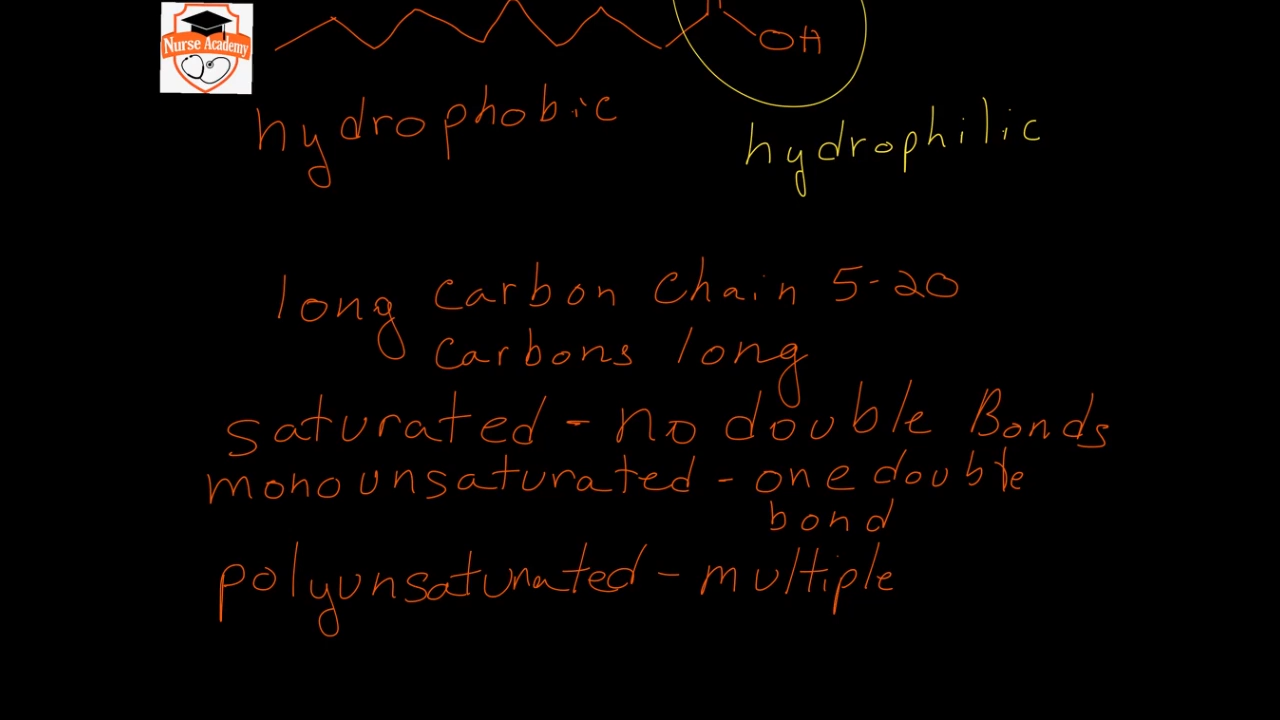 Nurse Academy
OH
hydrophobic
hydrophilic
long carbon chain 5-20
carbons long
saturated - no double Bonds
monounsaturated - one double
bond
polyunsaturated - multiple